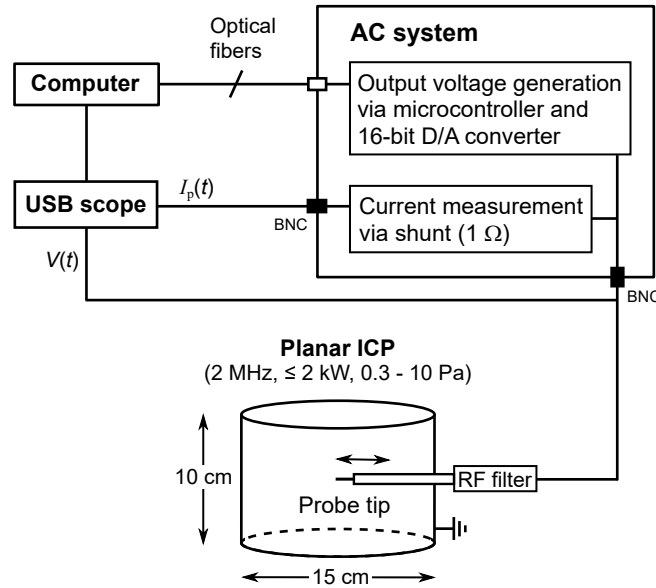 Optical
fibers
AC system
Computer
Output voltage generation
via microcontroller and
16-bit D/A converter
USB scope
Ip(t)
BNC
Current measurement
via shunt (1 Ω)
V(t)
BNC
Planar ICP
(2 MHz, ≤ 2 kW, 0.3 - 10 Pa)
10 cm
RF filter
Probe tip
15 cm